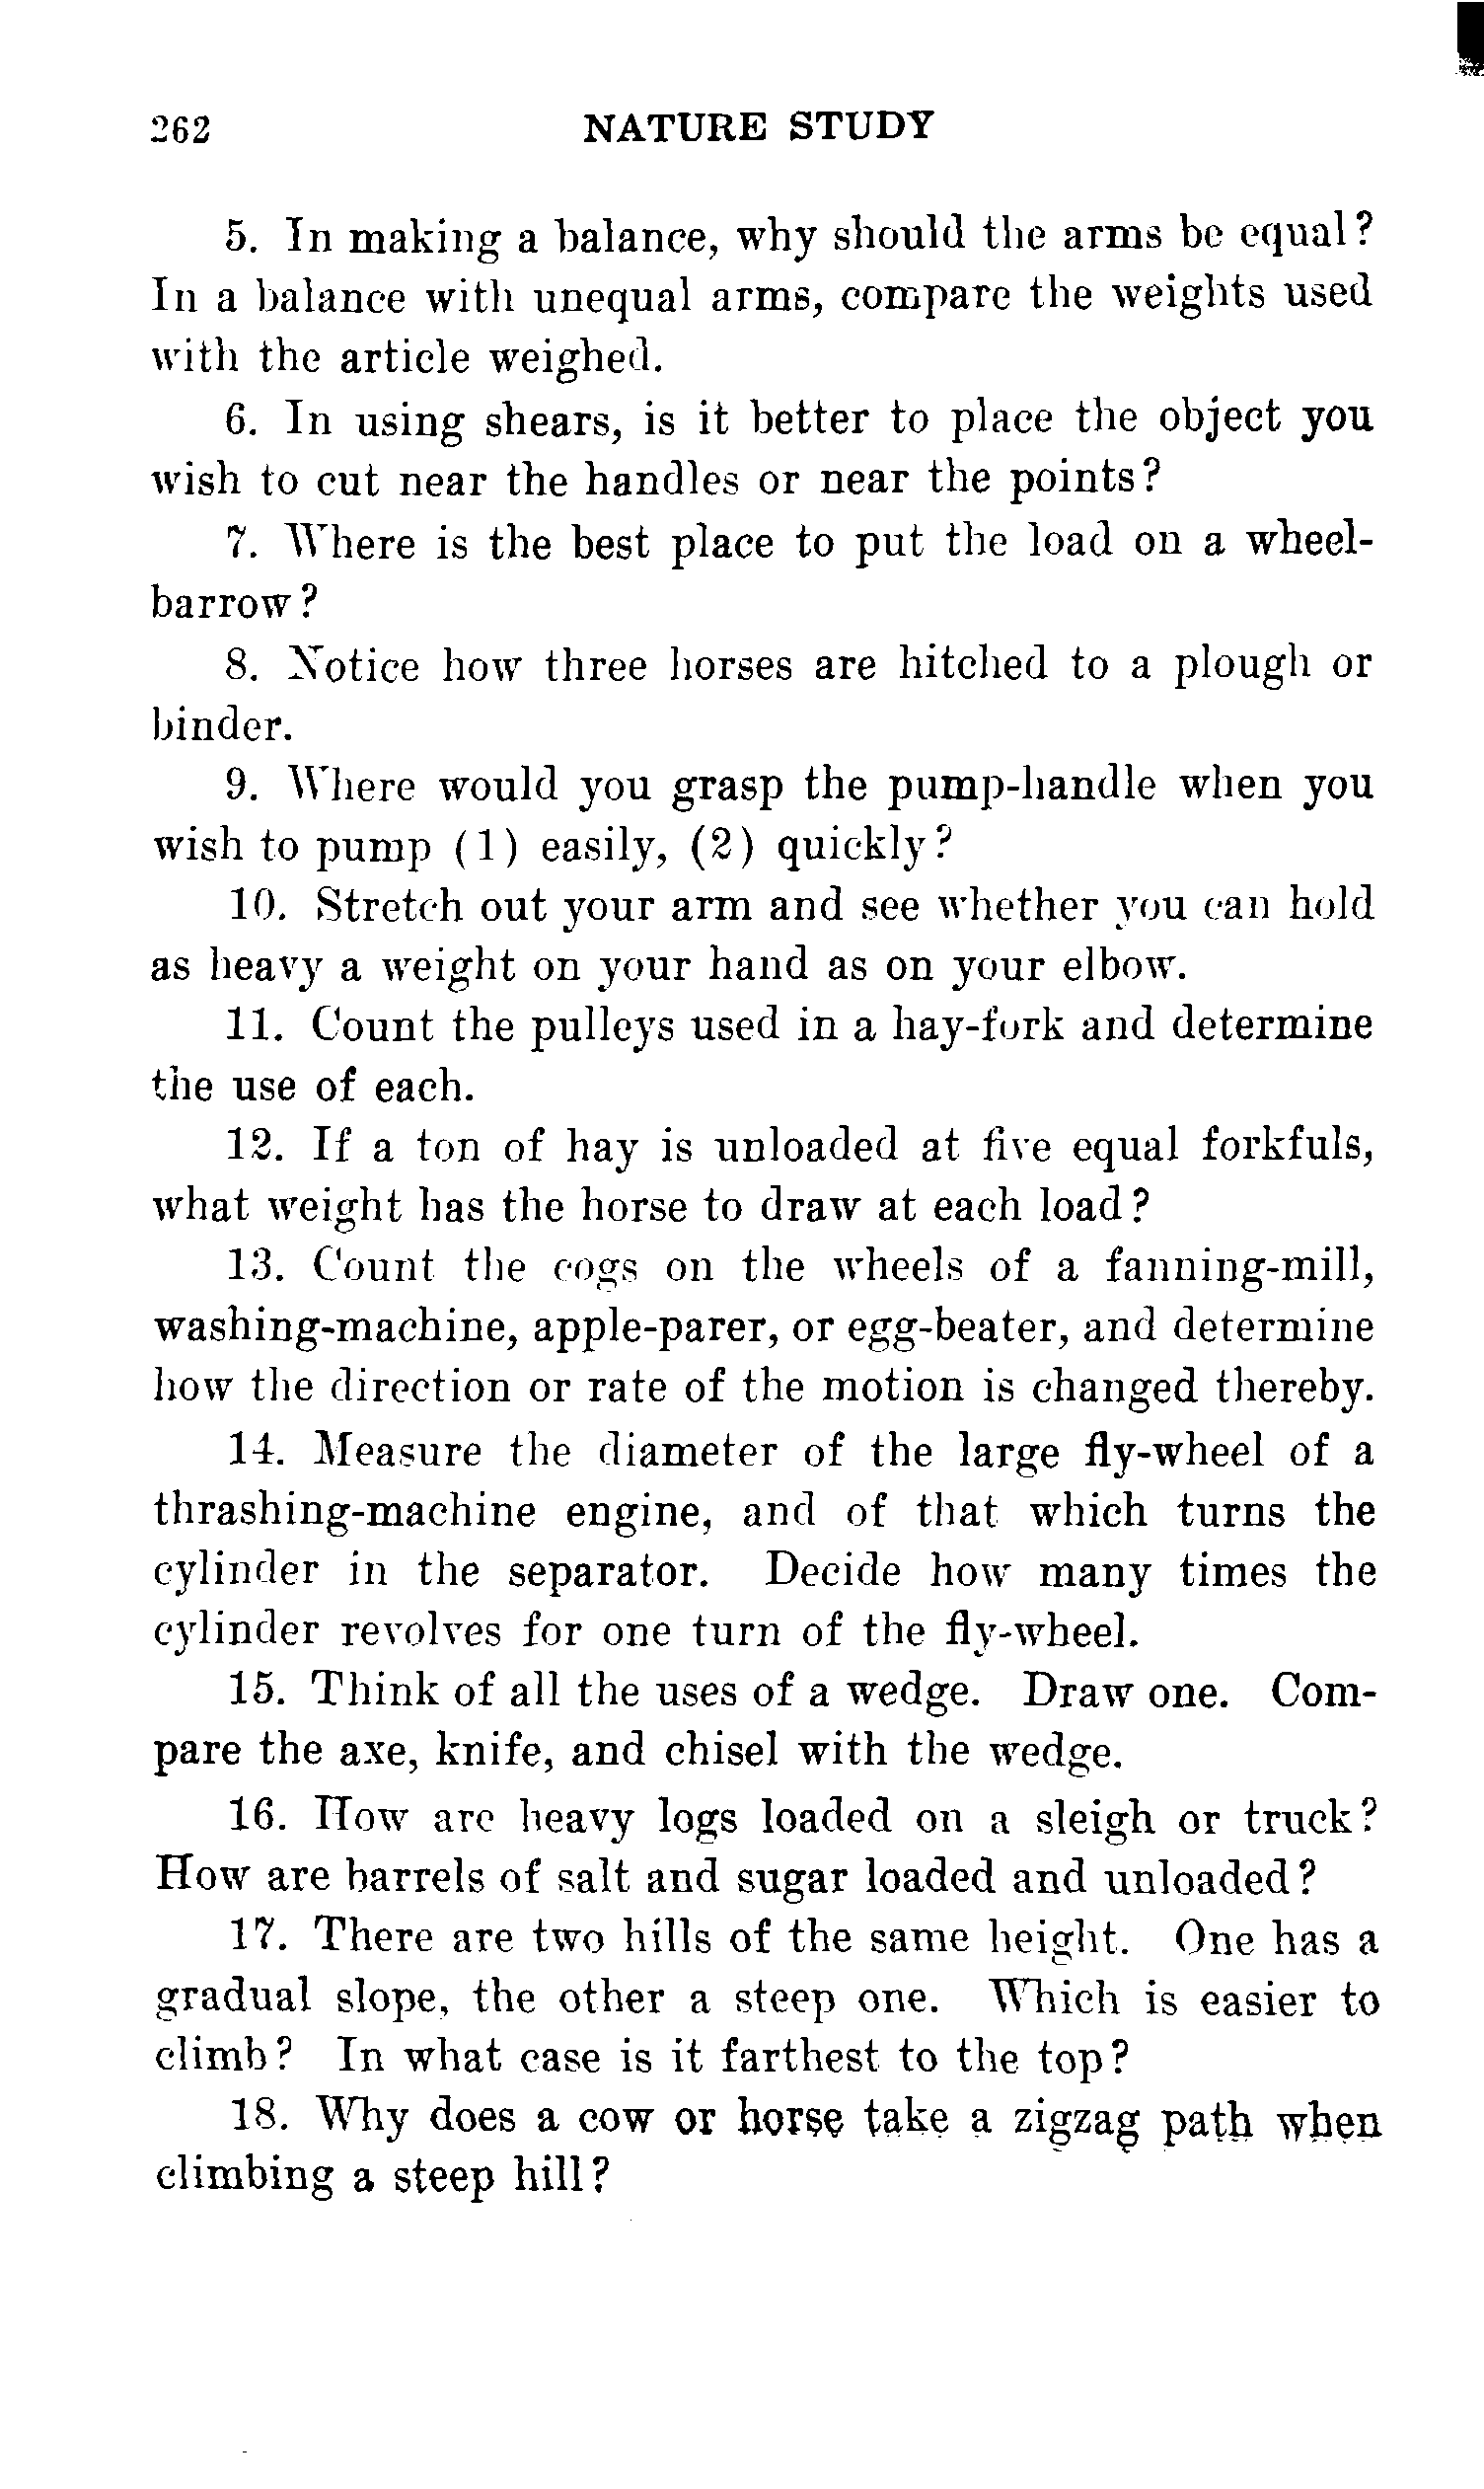 262 NATURE STUDY
5. In making a balance, why should the arms be equal?
In a balance with unequal arms, compare the weights used
with the article weighed.
6. In using shears, is it better to place the object you
wish to cut near the handles or near the points?
7. Where is the best place to put the load on a wheel-
barrow?
8. Notice how three horses are hitched to a plough or
binder.
9. Where would you grasp the pump-handle when you
wish to pump (1) easily, (2) quickly?
10. Stretch out your arm and see whether you can hold
as heavy a weight on your hand as on your elbow.
11. Count the pulleys used in a hay-fork and determine
the use of each.
12. If a ton of hay is unloaded at five equal forkfuls,
what weight has the horse to draw at each load?
13. Count the cogs on the wheels of a fanning-mill,
washing-machine, apple-parer, or egg-beater, and determine
how the direction or rate of the motion is changed thereby.
14. Measure the diameter of the large fly-wheel of a
thrashing-machine engine, and of that which turns the
cylinder in the separator. Decide how many times the
cylinder revolves for one turn of the fly-wheel.
15. Think of all the uses of a wedge. Draw one. Com-
pare the axe, knife, and chisel with the wedge.
16. How are heavy logs loaded on a sleigh or truck?
How are barrels of salt and sugar loaded and unloaded?
17. There are two hills of the same height. One has a
gradual slope, the other a steep one. Which is easier to
climb? In what case is it farthest to the top?
18. Why does a cow or horse take a zigzag path when
climbing a steep hill?